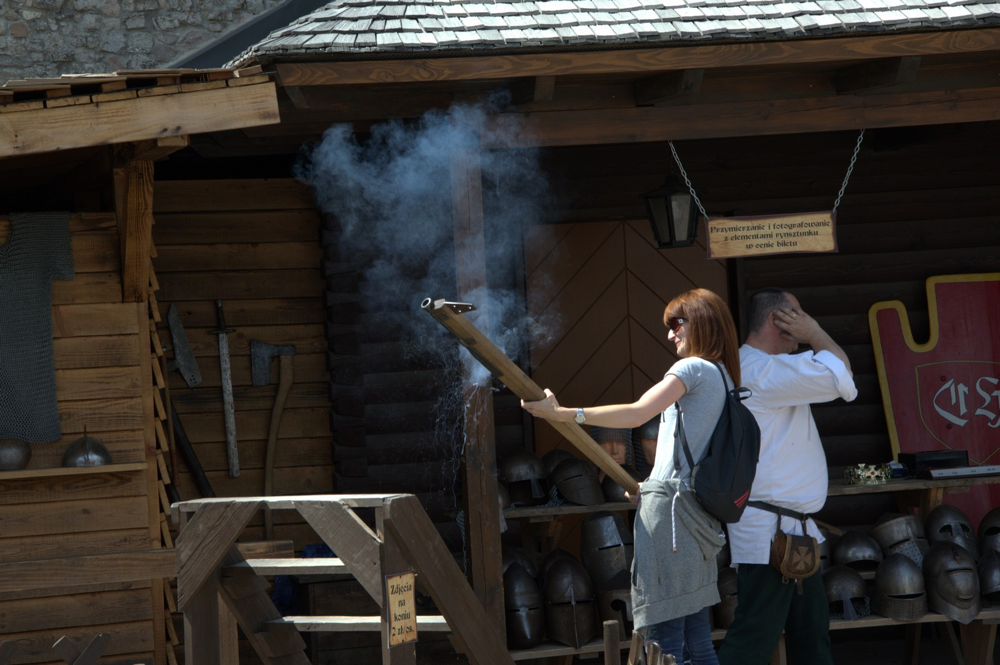 Przymierzanie i fotografowanie
z elementami rynsztunku
w cenie biletu
Zdjęcia
na
koniu
2 zł/os.